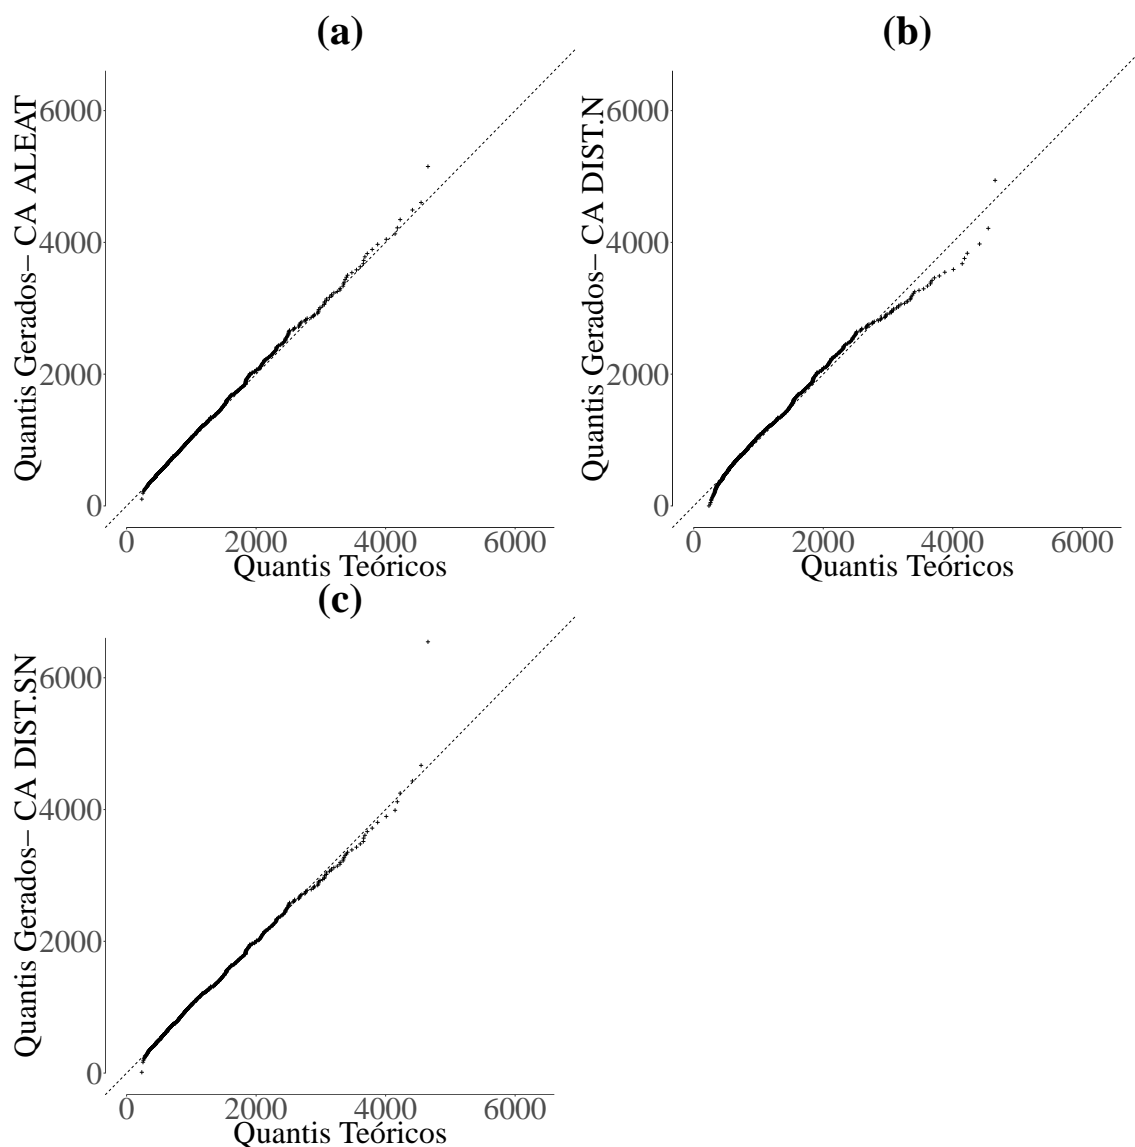 (a)
Quantis Gerados− CA ALEAT
6000
4000
2000
0
0 2000 4000 6000
Quantis Teóricos
(b)
Quantis Gerados− CA DIST.N
6000
4000
2000
0
0 2000 4000 6000
Quantis Teóricos
(c)
Quantis Gerados− CA DIST.SN
6000
4000
2000
0
0 2000 4000 6000
Quantis Teóricos